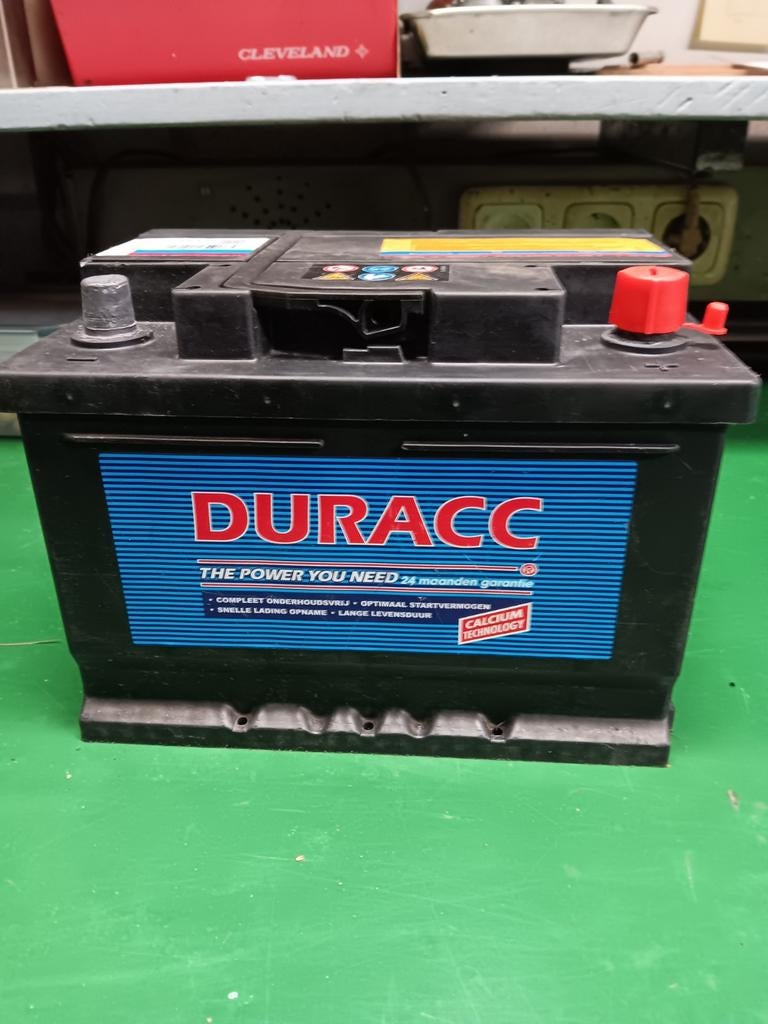 CLEVELAND
-
+
DURACC
THE POWER YOU NEED 24 maanden garantie
• COMPLEET ONDERHOUDSVRIJ • OPTIMAAL STARTVERMOGEN
• SNELLE LADING OPNAME • LANGE LEVENSDUUR
CALCIUM
TECHNOLOGY